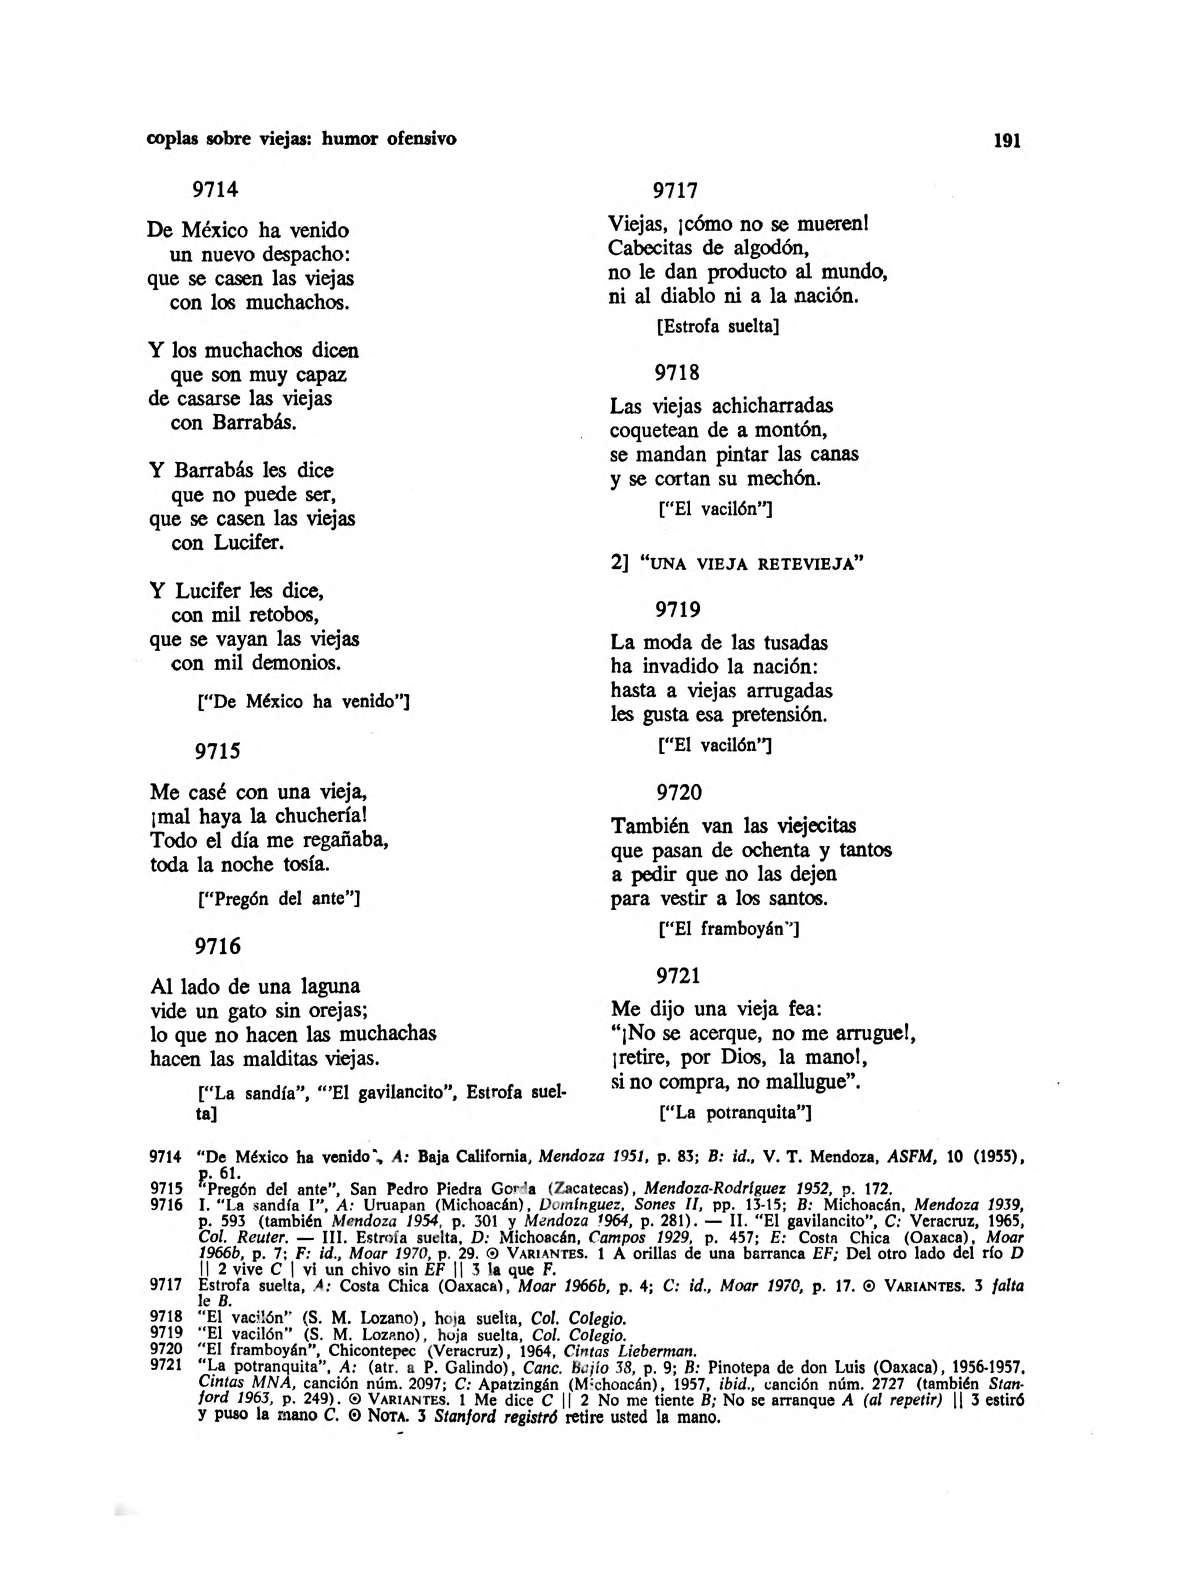 coplas sobre viejas: humor ofensivo 191
9714
De México ha venido
un nuevo despacho:
que se casen las viejas
con los muchachos.
Y los muchachos dicen
que son muy capaz
de casarse las viejas
con Barrabás.
Y Barrabás les dice
que no puede ser,
que se casen las viejas
con Lucifer.
Y Lucifer les dice,
con mil retobos,
que se vayan las viejas
con mil demonios.
["De México ha venido"]
9715
Me casé con una vieja,
¡mal haya la chuchería!
Todo el día me regañaba,
toda la noche tosía.
["Pregón del ante"]
9716
Al lado de una laguna
vide un gato sin orejas;
lo que no hacen las muchachas
hacen las malditas viejas.
["La sandía", "'El gavilancito", Estrofa suel-
ta]
9717
Viejas, ¡cómo no se mueren!
Cabecitas de algodón,
no le dan producto al mundo,
ni al diablo ni a la nación.
[Estrofa suelta]
9718
Las viejas achicharradas
coquetean de a montón,
se mandan pintar las canas
y se cortan su mechón.
["El vacilón"]
2] "UNA VIEJA RETEVIEJA"
9719
La moda de las tusadas
ha invadido la nación:
hasta a viejas arrugadas
les gusta esa pretensión.
["El vacilón"]
9720
También van las viejecitas
que pasan de ochenta y tantos
a pedir que no las dejen
para vestir a los santos.
["El framboyán"]
9721
Me dijo una vieja fea:
"¡No se acerque, no me arrugue!,
¡retire, por Dios, la mano!,
si no compra, no mallugue".
["La potranquita"]
9714 "De México ha venido", A: Baja California, Mendoza 1951, p. 83; B: id., V. T. Mendoza, ASFM, 10 (1955),
p. 61.
9715 "Pregón del ante", San Pedro Piedra Gorda (Zacatecas), Mendoza-Rodríguez 1952, p. 172.
9716 I. "La sandía I", A: Uruapan (Michoacán), Domínguez, Sones II, pp. 13-15; B: Michoacán, Mendoza 1939,
p. 593 (también Mendoza 1954, p. 301 y Mendoza 1964, p. 281). — II. "El gavilancito", C: Veracruz, 1965,
Col. Reuter. — III. Estrofa suelta, D: Michoacán, Campos 1929, p. 457; E: Costa Chica (Oaxaca), Moar
1966b, p. 7; F: id., Moar 1970, p. 29. ⊙ VARIANTES. 1 A orillas de una barranca EF; Del otro lado del río D
|| 2 vive C | vi un chivo sin EF || 3 la que F.
9717 Estrofa suelta, A: Costa Chica (Oaxaca), Moar 1966b, p. 4; C: id., Moar 1970, p. 17. ⊙ VARIANTES. 3 falta
le B.
9718 "El vacilón" (S. M. Lozano), hoja suelta, Col. Colegio.
9719 "El vacilón" (S. M. Lozano), hoja suelta, Col. Colegio.
9720 "El framboyán", Chicontepec (Veracruz), 1964, Cintas Lieberman.
9721 "La potranquita", A: (atr. a P. Galindo), Canc. Bajío 38, p. 9; B: Pinotepa de don Luis (Oaxaca), 1956-1957,
Cintas MNA, canción núm. 2097; C: Apatzingán (Michoacán), 1957, ibid., canción núm. 2727 (también Stan-
ford 1963, p. 249). ⊙ VARIANTES. 1 Me dice C || 2 No me tiente B; No se arranque A (al repetir) || 3 estiró
y puso la mano C. ⊙ NOTA. 3 Stanford registró retire usted la mano.